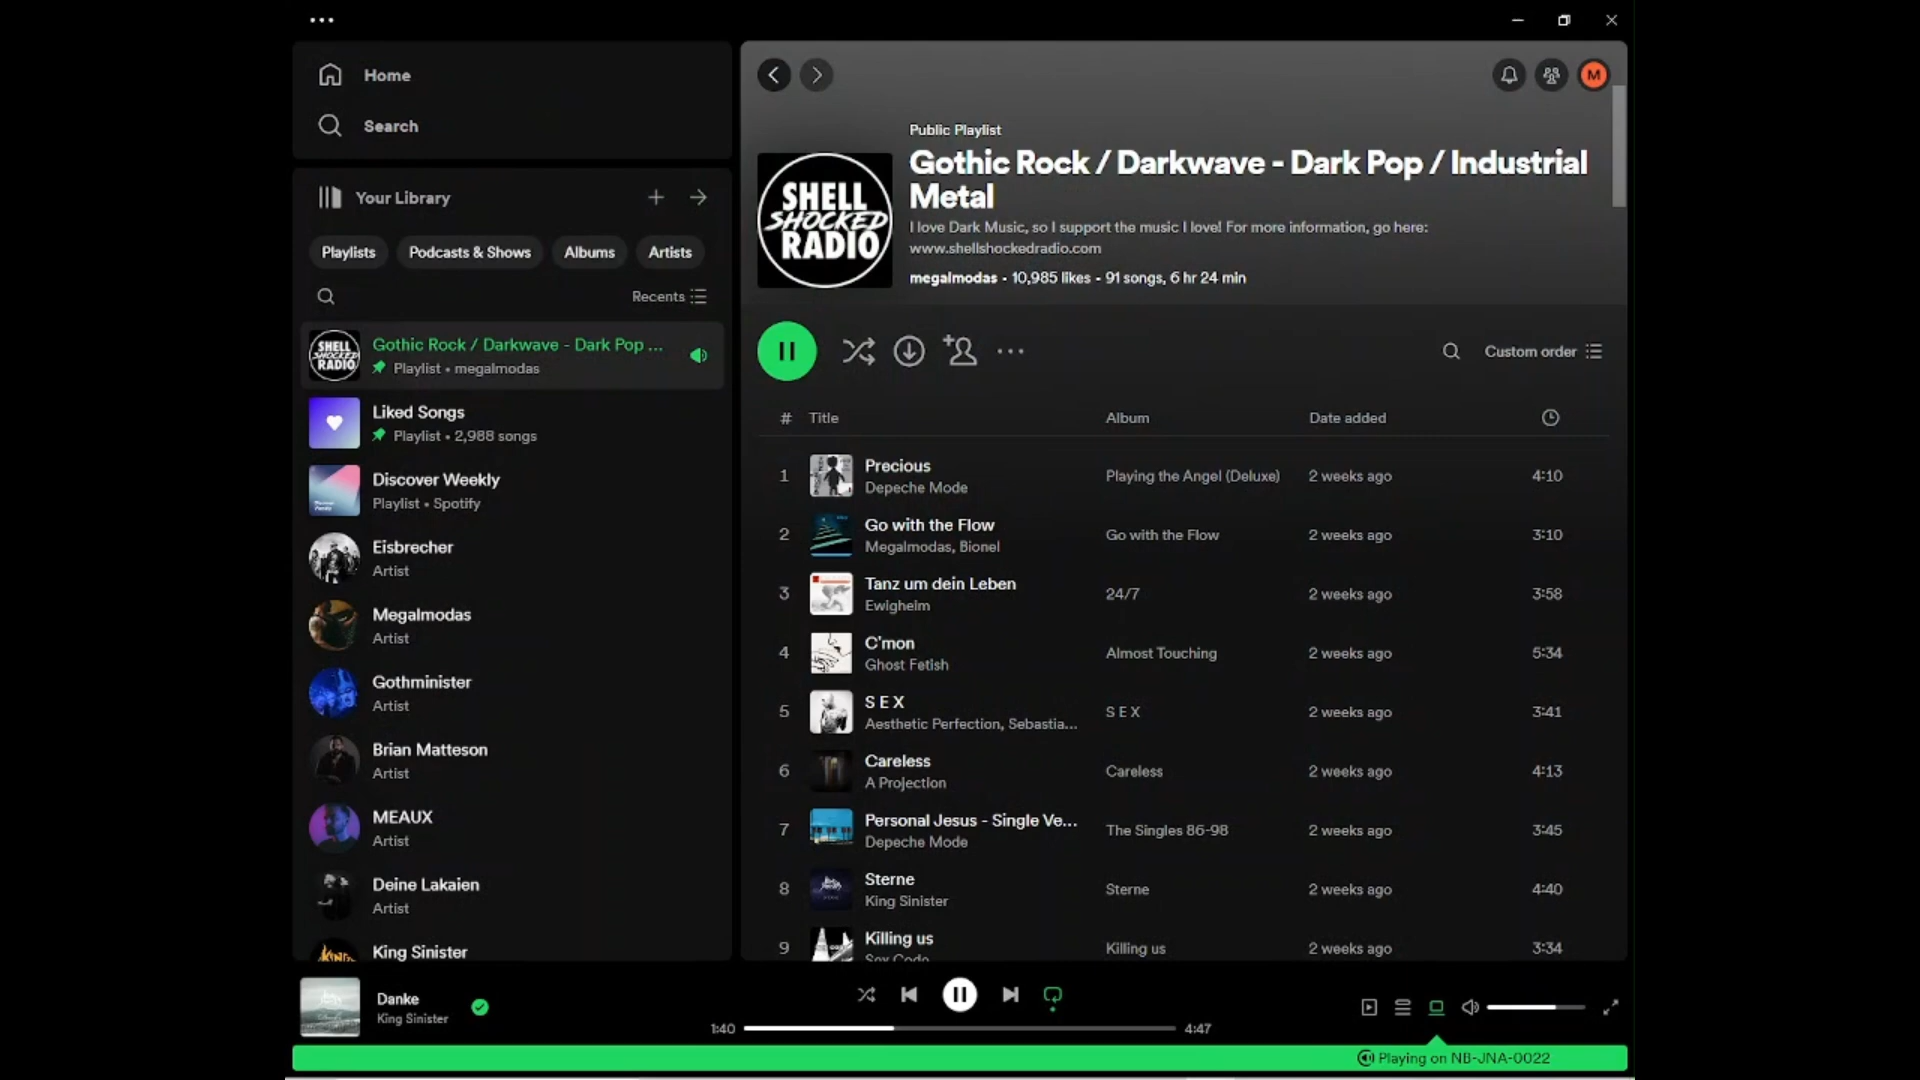 Home
Search
Your Library
Playlists
Podcasts & Shows
Albums
Artists
Recents
SHELL
SHOCKED
RADIO
Gothic Rock / Darkwave - Dark Pop ...
Playlist • megalmodas
Liked Songs
Playlist • 2,988 songs
Discover Weekly
Playlist • Spotify
Eisbrecher
Artist
Megalmodas
Artist
Gothminister
Artist
Brian Matteson
Artist
MEAUX
Artist
Deine Lakaien
Artist
King Sinister
M
Public Playlist
SHELL
SHOCKED
RADIO
Gothic Rock / Darkwave - Dark Pop / Industrial
Metal
I love Dark Music, so I support the music I love! For more information, go here:
www.shellshockedradio.com
megalmodas • 10,985 likes • 91 songs, 6 hr 24 min
Custom order
# Title Album Date added
1 Precious Playing the Angel (Deluxe) 2 weeks ago 4:10
Depeche Mode
2 Go with the Flow Go with the Flow 2 weeks ago 3:10
Megalmodas, Bionel
3 Tanz um dein Leben 24/7 2 weeks ago 3:58
Ewigheim
4 C'mon Almost Touching 2 weeks ago 5:34
Ghost Fetish
5 S E X S E X 2 weeks ago 3:41
Aesthetic Perfection, Sebastia...
6 Careless Careless 2 weeks ago 4:13
A Projection
7 Personal Jesus - Single Ve... The Singles 86-98 2 weeks ago 3:45
Depeche Mode
8 Sterne Sterne 2 weeks ago 4:40
King Sinister
9 Killing us Killing us 2 weeks ago 3:34
Sex Code
Danke
King Sinister
1:40
4:47
Playing on NB-JNA-0022